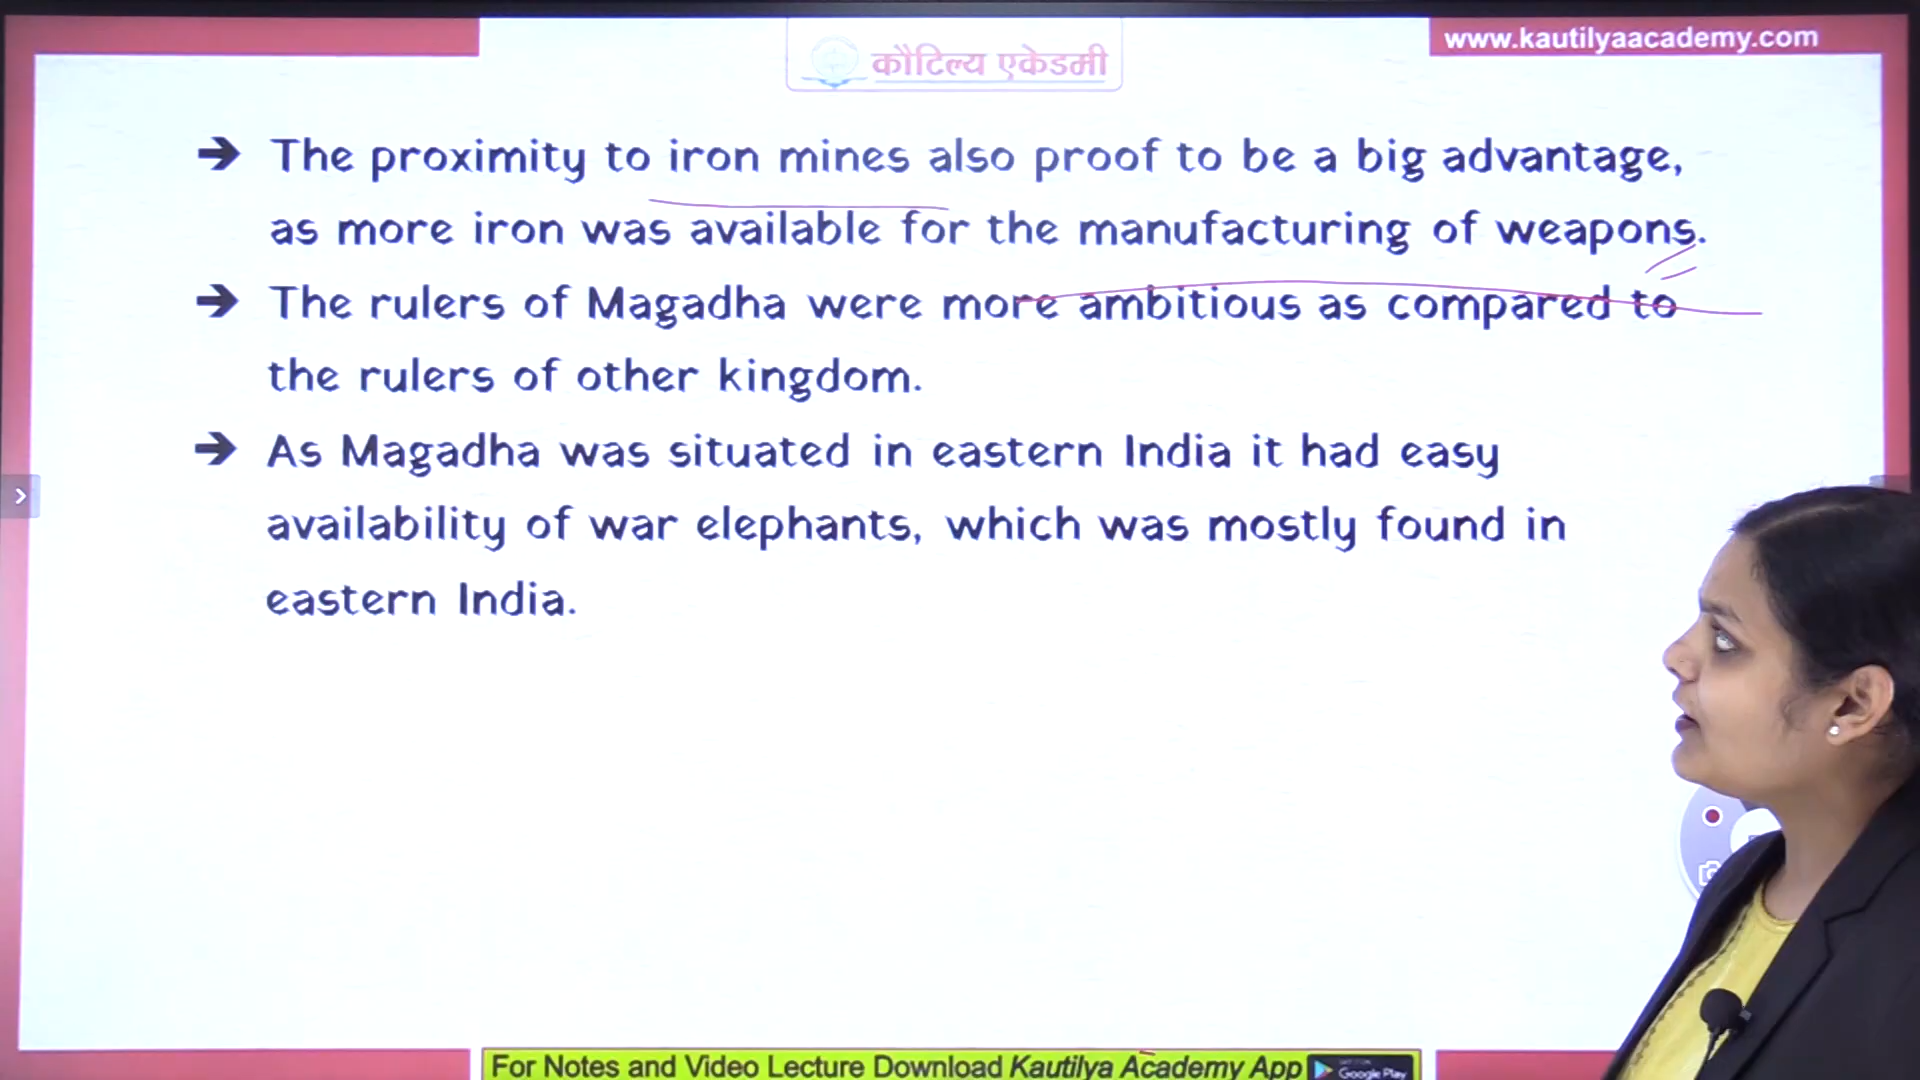 www.kautilyaacademy.com
कौटिल्य एकेडमी
➔ The proximity to iron mines also proof to be a big advantage,
as more iron was available for the manufacturing of weapons.
➔ The rulers of Magadha were more ambitious as compared to
the rulers of other kingdom.
➔ As Magadha was situated in eastern India it had easy
availability of war elephants, which was mostly found in
eastern India.
For Notes and Video Lecture Download Kautilya Academy App
Google Play